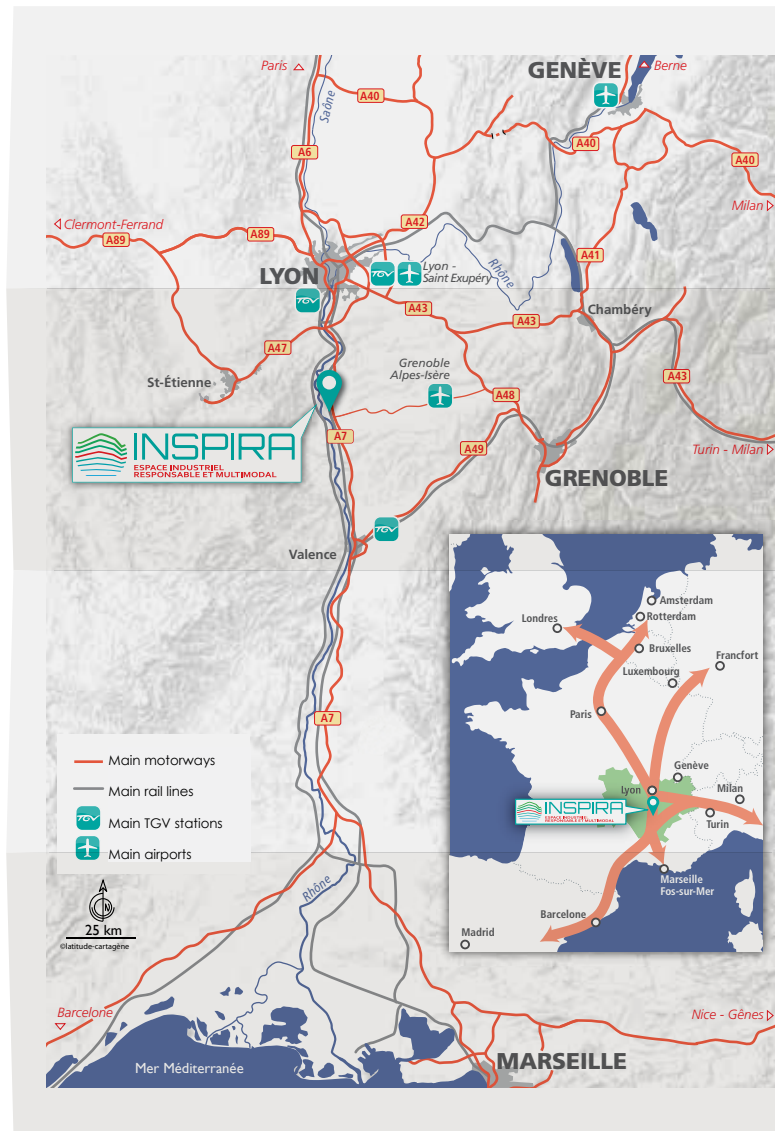 Paris
GENÈVE
Berne
A40
Saône
A6
A40
A40
Milan
Clermont-Ferrand
A89
A89
A42
A41
LYON
TGV
Lyon -
Saint Exupéry
Rhône
TGV
A43
A43
Chambéry
A47
St-Étienne
Grenoble
Alpes-Isère
A48
A43
INSPIRA
ESPACE INDUSTRIEL
RESPONSABLE ET MULTIMODAL
A7
A49
GRENOBLE
Turin - Milan
TGV
Valence
A7
Amsterdam
Rotterdam
Londres
Bruxelles
Francfort
Luxembourg
Paris
Genève
Lyon
Milan
INSPIRA
ESPACE INDUSTRIEL
RESPONSABLE ET MULTIMODAL
Turin
Marseille
Fos-sur-Mer
Barcelone
Madrid
Main motorways
Main rail lines
TGV
Main TGV stations
Main airports
N
25 km
©latitude-cartagène
Rhône
Barcelone
Nice - Gênes
Mer Méditerranée
MARSEILLE